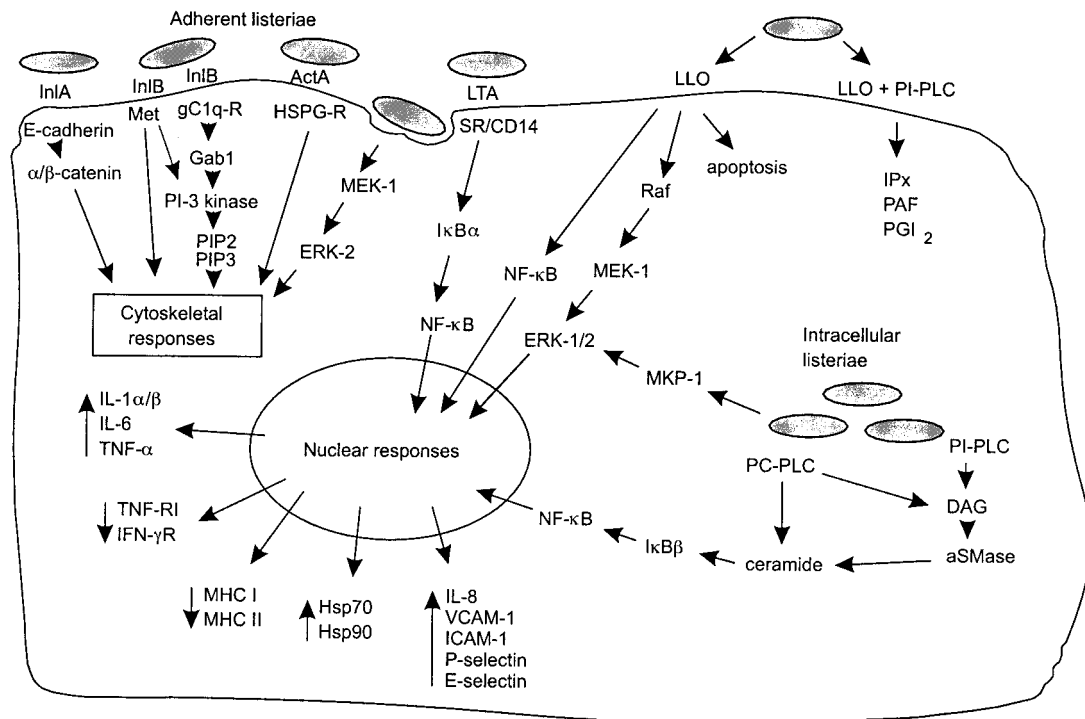 Adherent listeriae
InlA
InlB
InlB
ActA
LTA
LLO
LLO + PI-PLC
E-cadherin
α/β-catenin
Met
gC1q-R
Gab1
PI-3 kinase
PIP2
PIP3
HSPG-R
MEK-1
ERK-2
SR/CD14
IκBα
NF-κB
NF-κB
Raf
MEK-1
ERK-1/2
apoptosis
IPx
PAF
PGI 2
Cytoskeletal
responses
Intracellular
listeriae
MKP-1
PC-PLC
PI-PLC
DAG
aSMase
ceramide
IκBβ
NF-κB
Nuclear responses
IL-1α/β
IL-6
TNF-α
TNF-RI
IFN-γR
MHC I
MHC II
Hsp70
Hsp90
IL-8
VCAM-1
ICAM-1
P-selectin
E-selectin